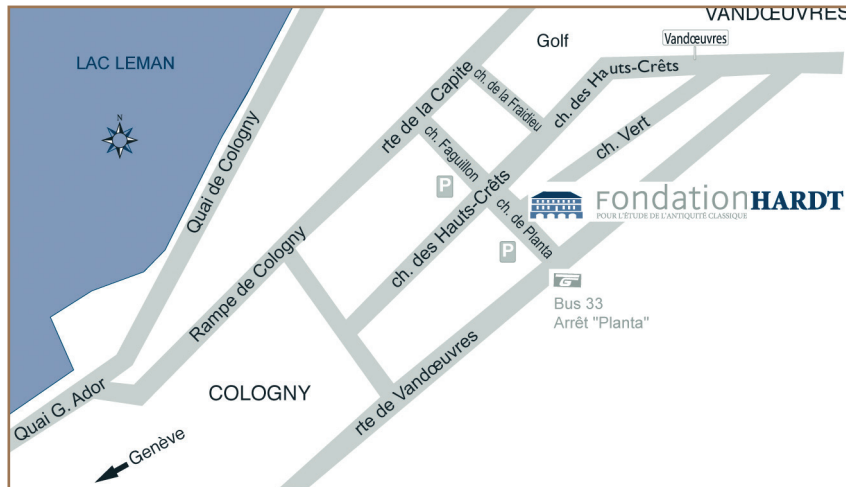 VANDŒUVRES
Vandœuvres
Golf
LAC LEMAN
N
Quai de Cologny
rte de la Capite
ch. de la Fraidieu
ch. des Hauts-Crêts
ch. Vert
ch. Faguillon
P
FONDATION HARDT
POUR L'ÉTUDE DE L'ANTIQUITÉ CLASSIQUE
ch. des Hauts-Crêts
ch. de Planta
P
Rampe de Cologny
Bus 33
Arrêt "Planta"
COLOGNY
rte de Vandœuvres
Quai G. Ador
Genève